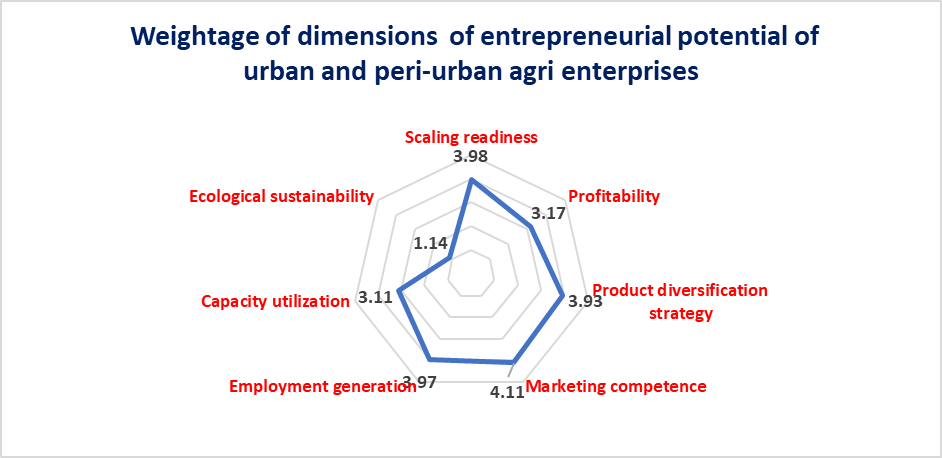 Weightage of dimensions  of entrepreneurial potential of
urban and peri-urban agri enterprises
Scaling readiness
3.98
Ecological sustainability
Profitability
3.17
1.14
Capacity utilization
3.11
Product diversification
strategy
3.93
Employment generation
3.97
Marketing competence
4.11